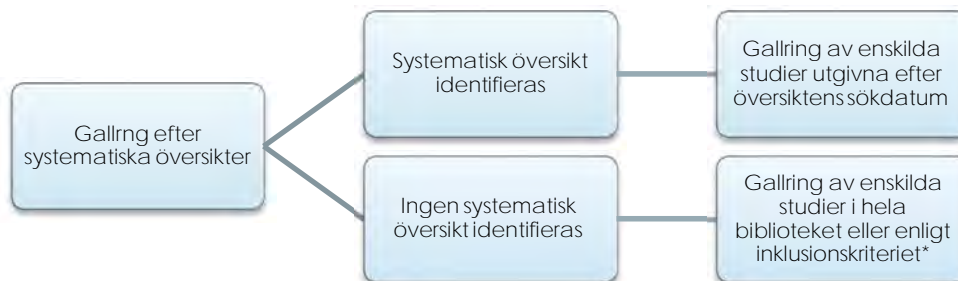 Gallrng efter
systematiska översikter
Systematisk översikt
identifieras
Gallring av enskilda
studier utgivna efter
översiktens sökdatum
Ingen systematisk
översikt identifieras
Gallring av enskilda
studier i hela
biblioteket eller enligt
inklusionskriteriet*